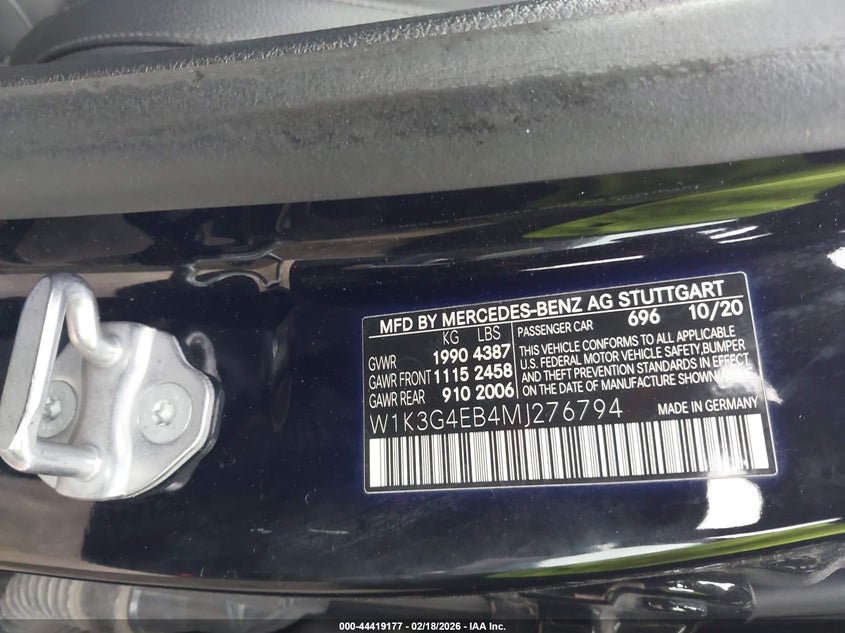 MFD BY MERCEDES-BENZ AG STUTTGART
KG LBS
GVWR 1990 4387
GAWR FRONT 1115 2458
GAWR REAR 910 2006
PASSENGER CAR 696 10/20
THIS VEHICLE CONFORMS TO ALL APPLICABLE
U.S. FEDERAL MOTOR VEHICLE SAFETY,BUMPER
AND THEFT PREVENTION STANDARDS IN EFFECT
ON THE DATE OF MANUFACTURE SHOWN ABOVE.
W1K3G4EB4MJ276794
MADE IN GERMANY
000-44419177 - 02/18/2026 - IAA Inc.